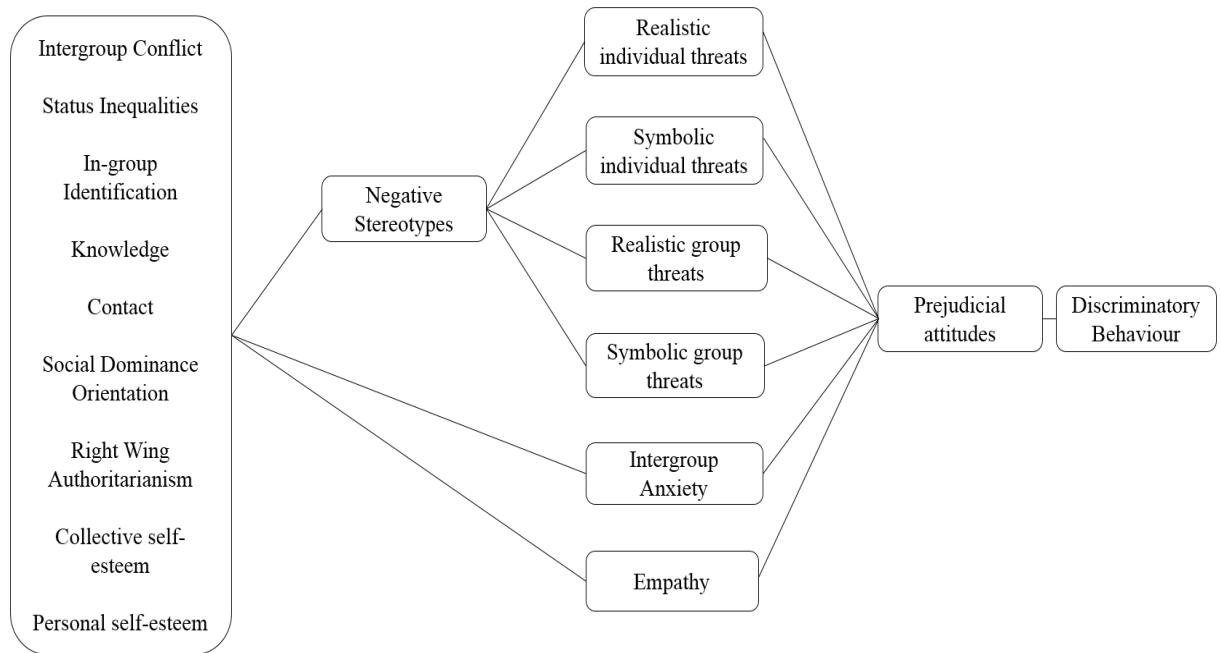 Intergroup Conflict
Status Inequalities
In-group
Identification
Knowledge
Contact
Social Dominance
Orientation
Right Wing
Authoritarianism
Collective self-
esteem
Personal self-esteem
Negative
Stereotypes
Realistic
individual threats
Symbolic
individual threats
Realistic group
threats
Symbolic group
threats
Intergroup
Anxiety
Empathy
Prejudicial
attitudes
Discriminatory
Behaviour